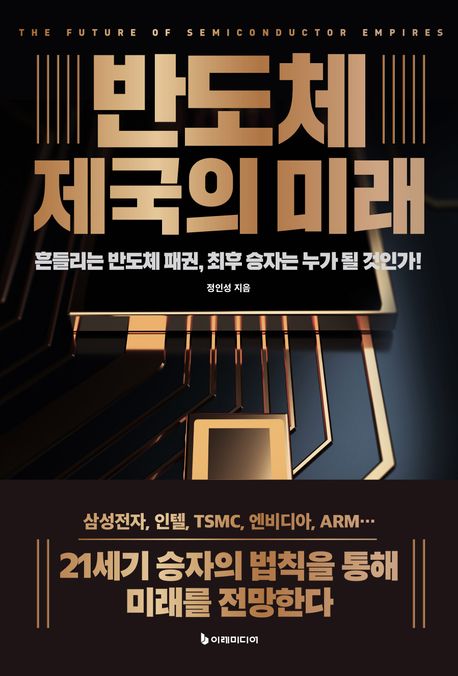 THE FUTURE OF SEMICONDUCTOR EMPIRES
반도체
제국의 미래
흔들리는 반도체 패권, 최후 승자는 누가 될 것인가!
정인성 지음
삼성전자, 인텔, TSMC, 엔비디아, ARM…
21세기 승자의 법칙을 통해
미래를 전망한다
이레미디어